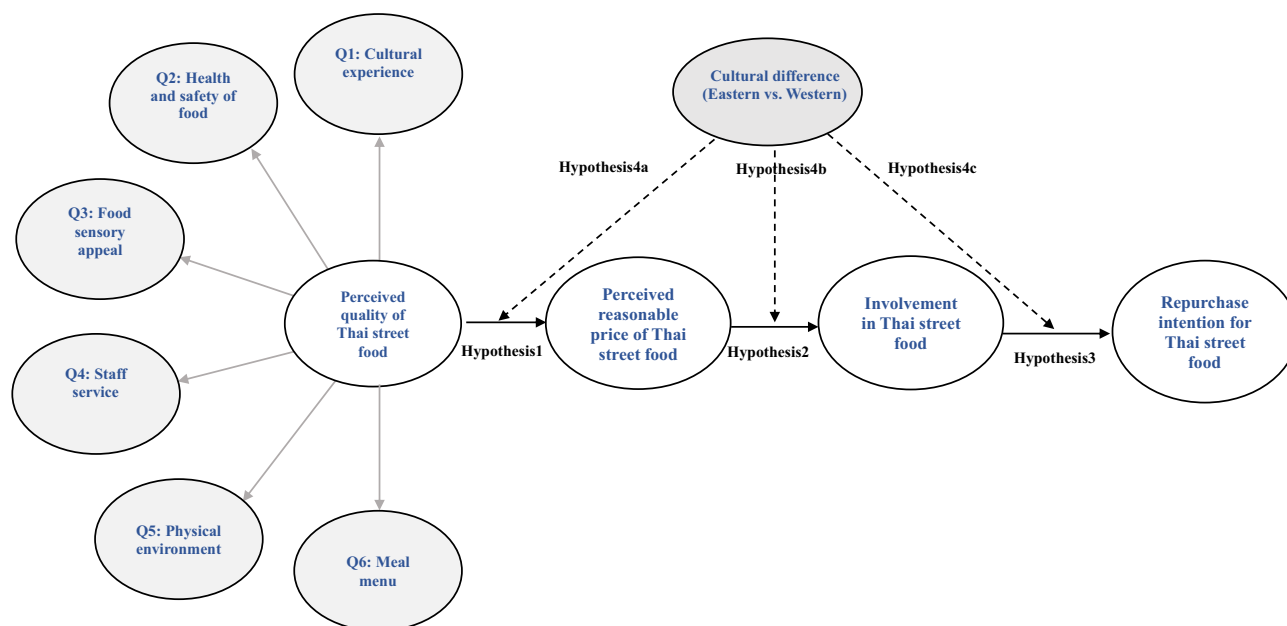 Q1: Cultural
experience
Q2: Health
and safety of
food
Q3: Food
sensory
appeal
Q4: Staff
service
Q5: Physical
environment
Q6: Meal
menu
Perceived
quality of
Thai street
food
Hypothesis1
Perceived
reasonable
price of Thai
street food
Hypothesis2
Involvement
in Thai street
food
Hypothesis3
Repurchase
intention for
Thai street
food
Cultural difference
(Eastern vs. Western)
Hypothesis4a
Hypothesis4b
Hypothesis4c